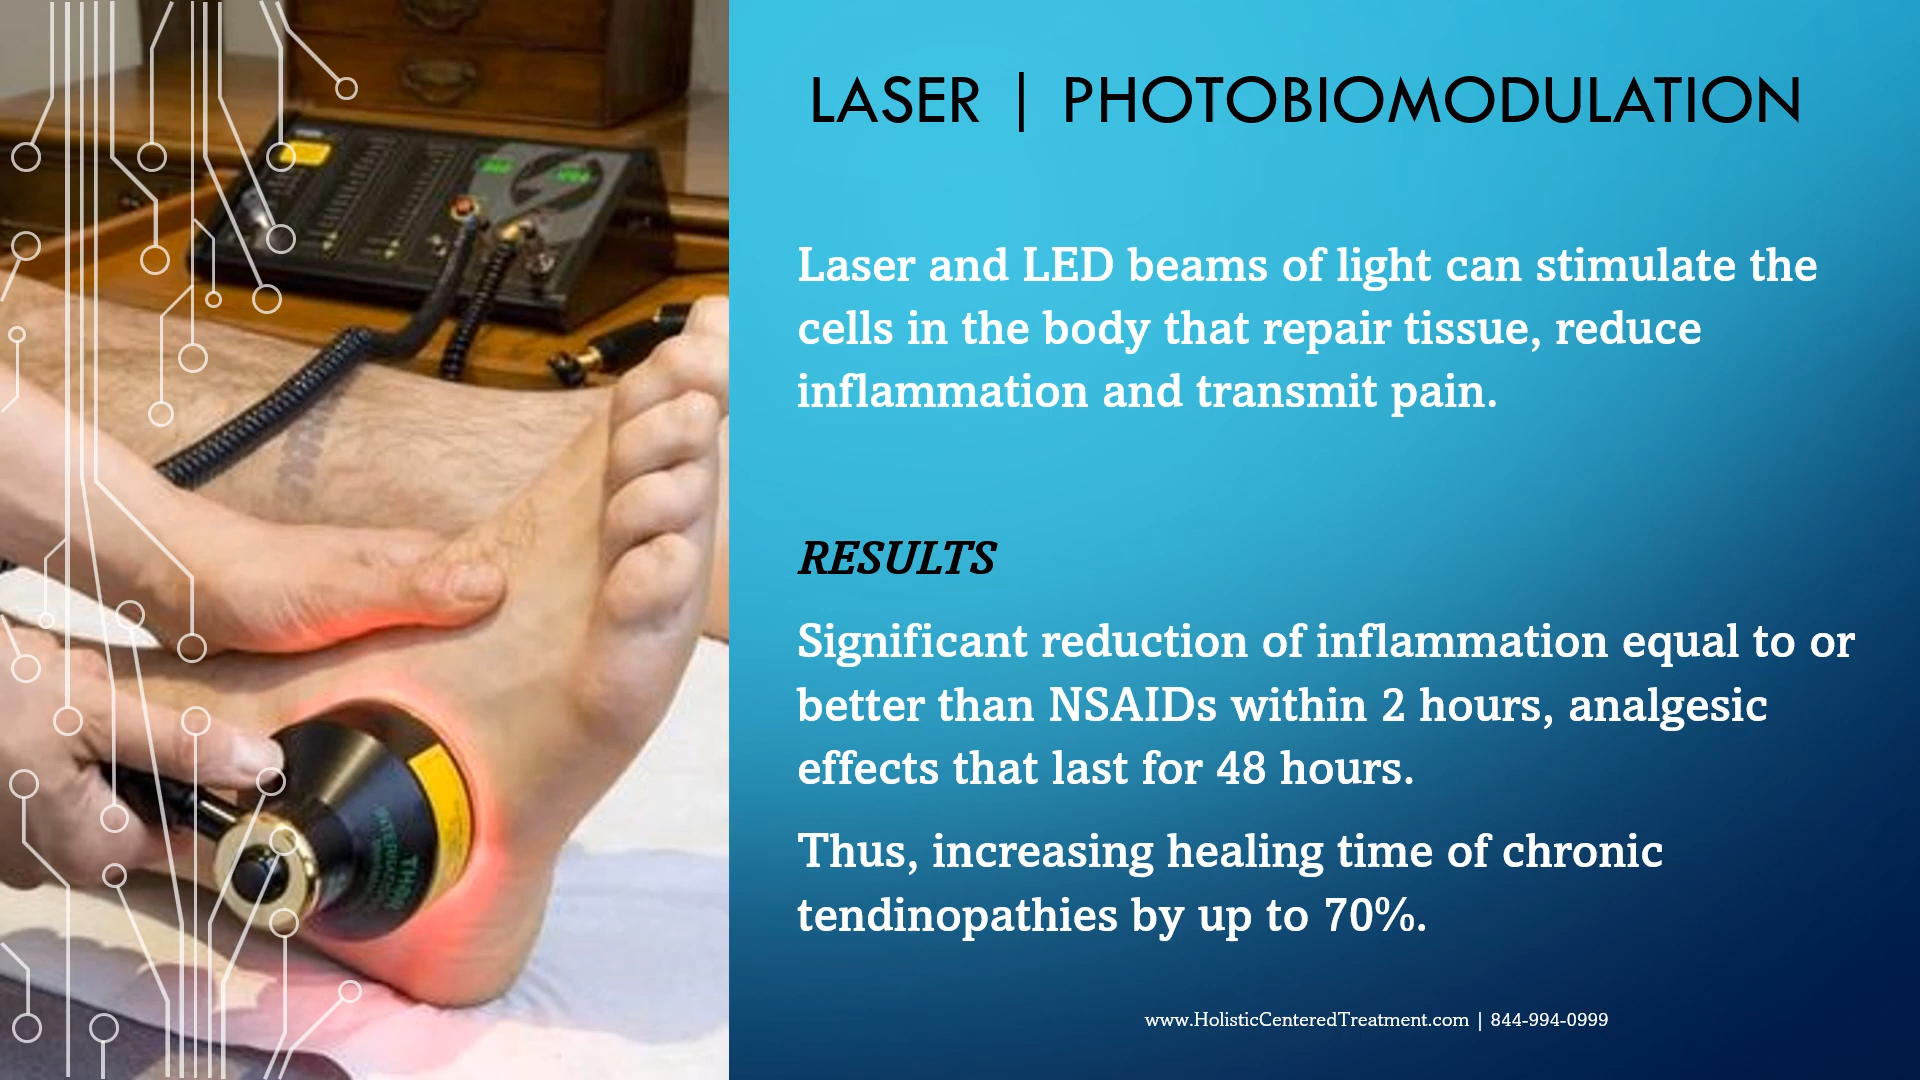 LASER | PHOTOBIOMODULATION
Laser and LED beams of light can stimulate the
cells in the body that repair tissue, reduce
inflammation and transmit pain.
RESULTS
Significant reduction of inflammation equal to or
better than NSAIDs within 2 hours, analgesic
effects that last for 48 hours.
Thus, increasing healing time of chronic
tendinopathies by up to 70%.
www.HolisticCenteredTreatment.com | 844-994-0999